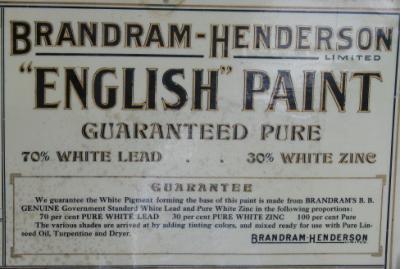 BRANDRAM-HENDERSON
LIMITED
"ENGLISH" PAINT
GUARANTEED PURE
70% WHITE LEAD . . 30% WHITE ZINC
GUARANTEE
We guarantee the White Pigment forming the base of this paint is made from BRANDRAM'S B. B.
GENUINE Government Standard White Lead and Pure White Zinc in the following proportions:
70 per cent PURE WHITE LEAD 30 per cent PURE WHITE ZINC 100 per cent Pure
The various shades are arrived at by adding tinting colors, and mixed ready for use with Pure Lin-
seed Oil, Turpentine and Dryer.
BRANDRAM-HENDERSON